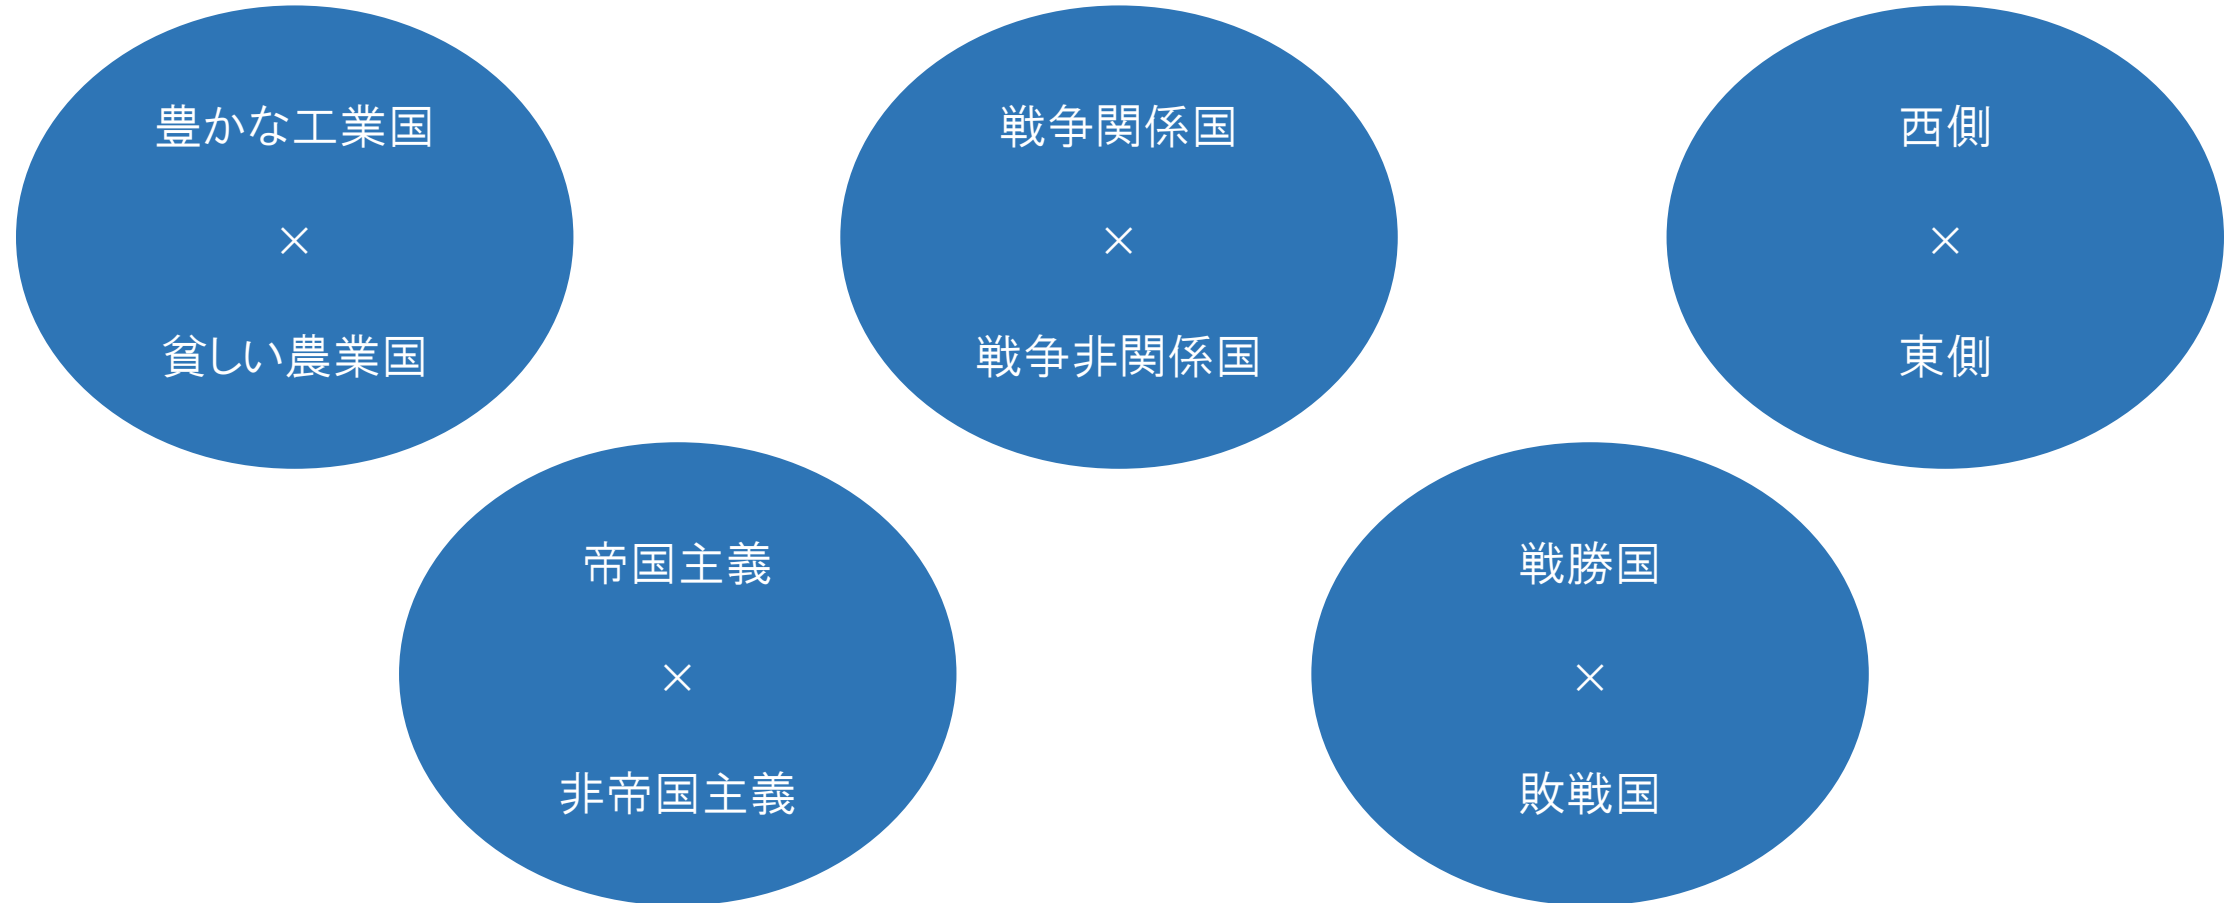 豊かな工業国
×
貧しい農業国
戦争関係国
×
戦争非関係国
西側
×
東側
帝国主義
×
非帝国主義
戦勝国
×
敗戦国